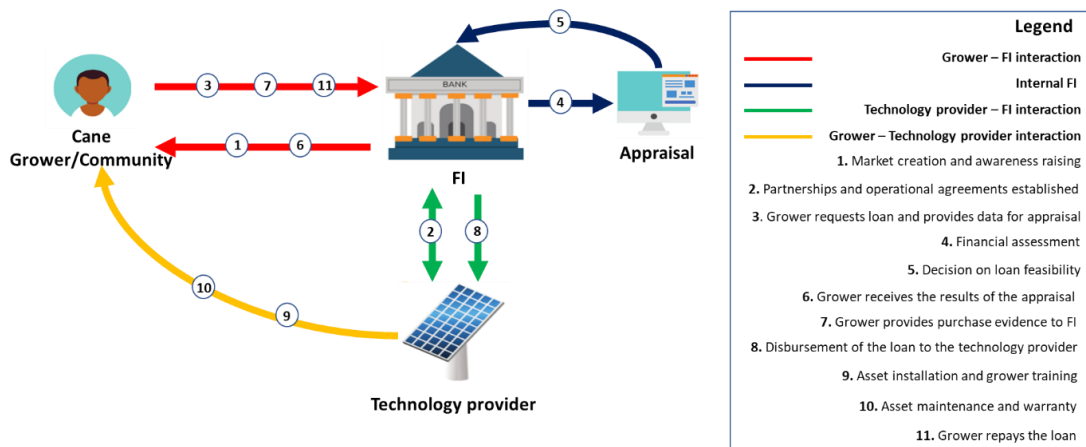 5
BANK
3
7
11
4
Cane
Grower/Community
1
6
Appraisal
FI
2
8
10
9
Technology provider
Legend
Grower – FI interaction
Internal FI
Technology provider – FI interaction
Grower – Technology provider interaction
1. Market creation and awareness raising
2. Partnerships and operational agreements established
3. Grower requests loan and provides data for appraisal
4. Financial assessment
5. Decision on loan feasibility
6. Grower receives the results of the appraisal
7. Grower provides purchase evidence to FI
8. Disbursement of the loan to the technology provider
9. Asset installation and grower training
10. Asset maintenance and warranty
11. Grower repays the loan